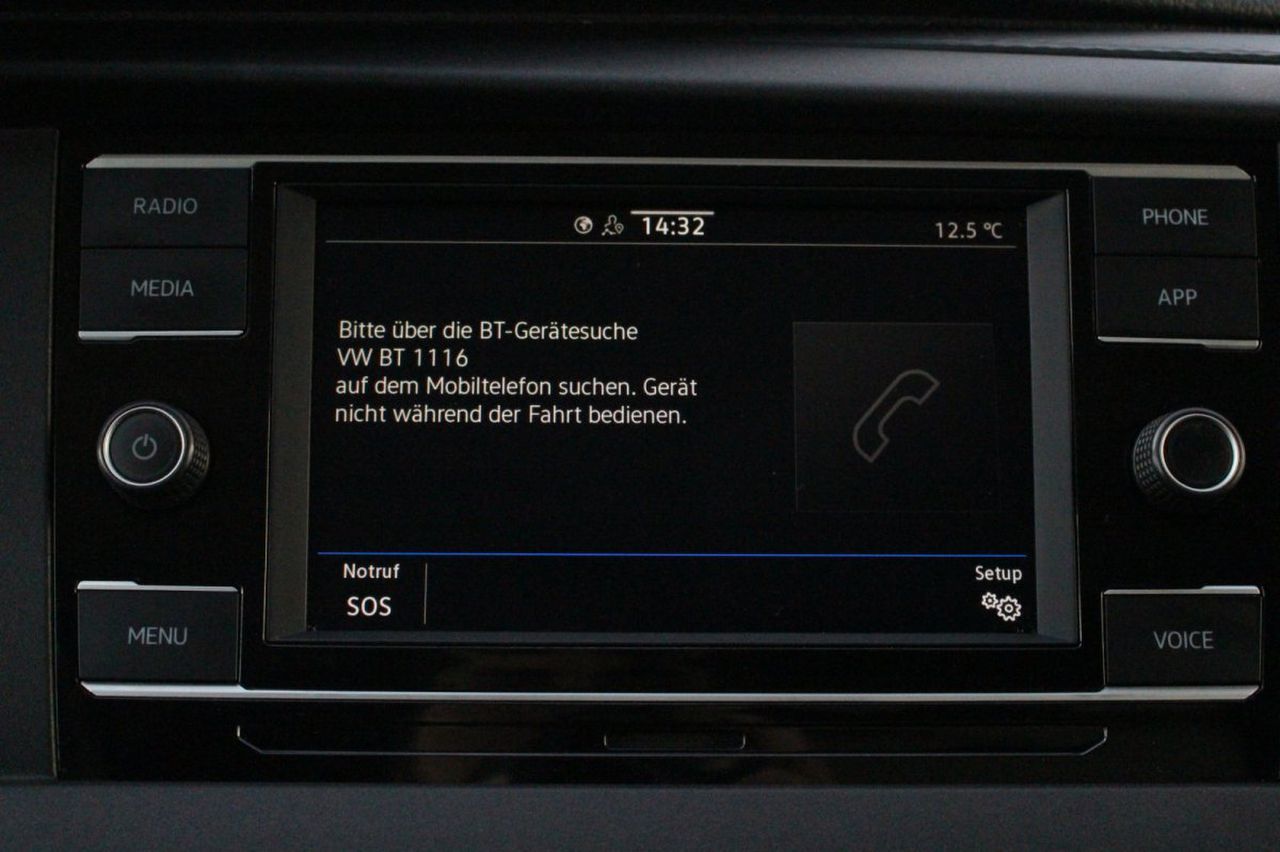 RADIO
MEDIA
MENU
14:32
12.5 °C
Bitte über die BT-Gerätesuche
VW BT 1116
auf dem Mobiltelefon suchen. Gerät
nicht während der Fahrt bedienen.
Notruf
SOS
Setup
PHONE
APP
VOICE